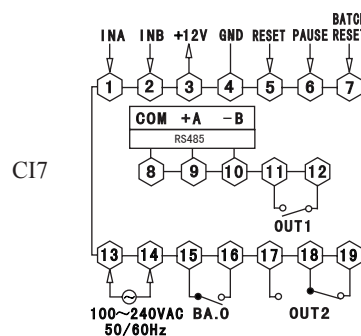 BATCH
INA INB +12V GND RESET PAUSE RESET
1 2 3 4 5 6 7
COM +A -B
RS485
CI7
8 9 10 11 12
OUT1
13 14 15 16 17 18 19
100~240VAC BA.O OUT2
50/60Hz